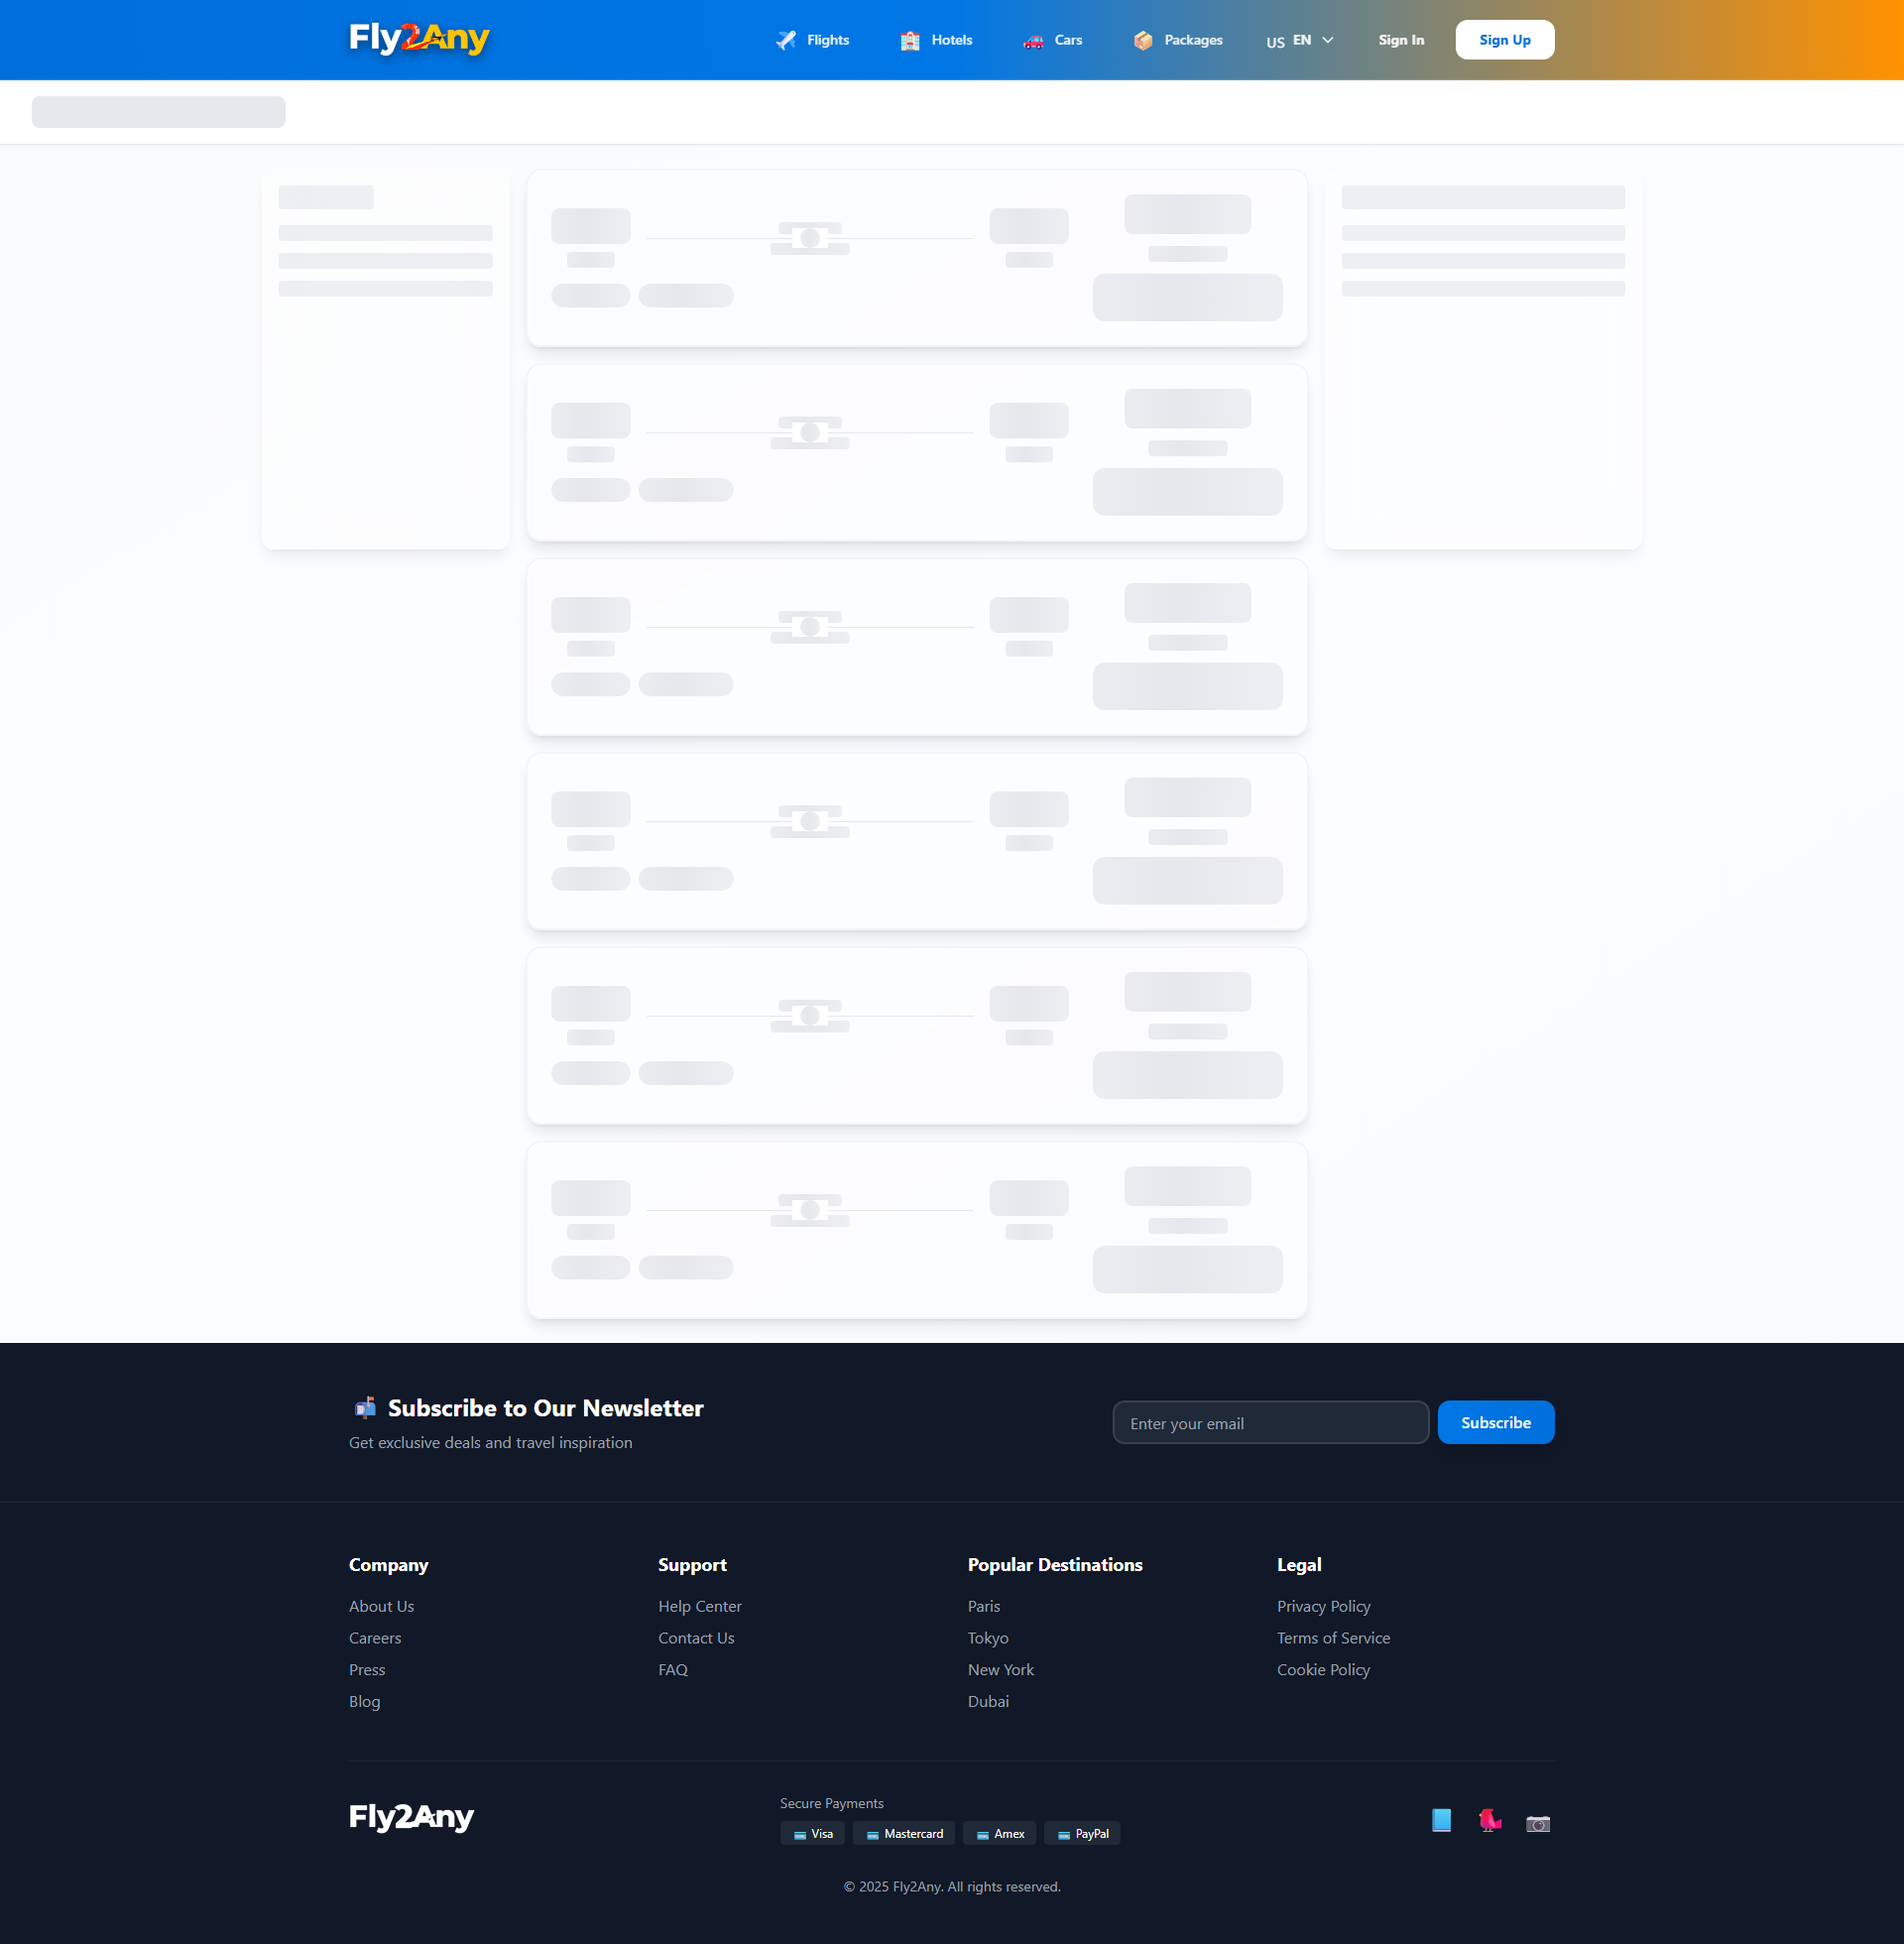 Fly2Any
Flights
Hotels
Cars
Packages
US EN
Sign In
Sign Up
Subscribe to Our Newsletter
Get exclusive deals and travel inspiration
Enter your email
Subscribe
Company
About Us
Careers
Press
Blog
Support
Help Center
Contact Us
FAQ
Popular Destinations
Paris
Tokyo
New York
Dubai
Legal
Privacy Policy
Terms of Service
Cookie Policy
Fly2Any
Secure Payments
Visa
Mastercard
Amex
PayPal
© 2025 Fly2Any. All rights reserved.